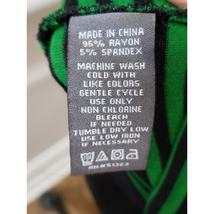 MADE IN CHINA
95% RAYON
5% SPANDEX
MACHINE WASH
COLD WITH
LIKE COLORS
GENTLE CYCLE
ONLY NON
CHLORINE
BLEACH
IF NEEDED
TUMBLE DRY LOW
USE LOW IRON
IF NECESSARY